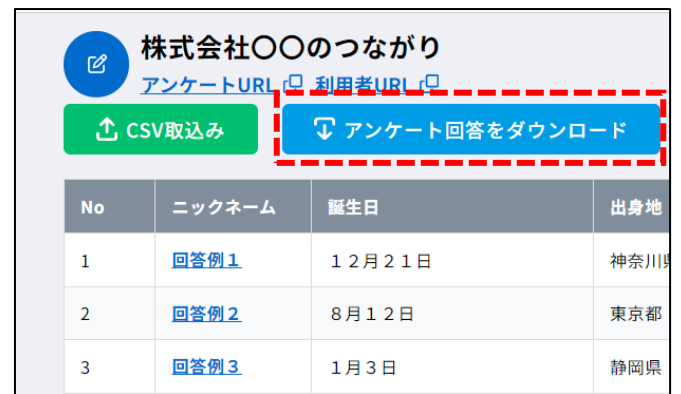 株式会社〇〇のつながり
アンケートURL 利用者URL
CSV取込み アンケート回答をダウンロード
No ニックネーム 誕生日 出身地
1 回答例１ １２月２１日 神奈川県
2 回答例２ ８月１２日 東京都
3 回答例３ １月３日 静岡県